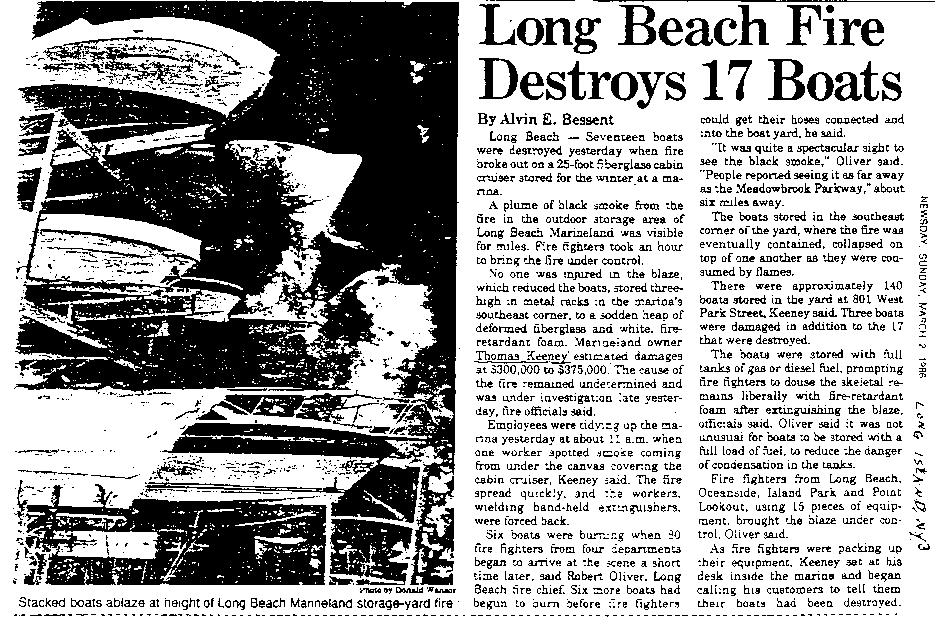 Long Beach Fire
Destroys 17 Boats
By Alvin E. Bessent
Long Beach — Seventeen boats
were destroyed yesterday when fire
broke out on a 25-foot fiberglass cabin
cruiser stored for the winter at a ma-
rina.
A plume of black smoke from the
fire in the outdoor storage area of
Long Beach Marineland was visible
for miles. Fire fighters took an hour
to bring the fire under control.
No one was injured in the blaze,
which reduced the boats, stored three-
high in metal racks in the marina's
southeast corner, to a sodden heap of
deformed fiberglass and white, fire-
retardant foam. Marineland owner
Thomas Keeney estimated damages
at $300,000 to $375,000. The cause of
the fire remained undetermined and
was under investigation late yester-
day, fire officials said.
Employees were tidying up the ma-
rina yesterday at about 11 a.m. when
one worker spotted smoke coming
from under the canvas covering the
cabin cruiser, Keeney said. The fire
spread quickly, and the workers,
wielding hand-held extinguishers,
were forced back.
Six boats were burning when 90
fire fighters from four departments
began to arrive at the scene a short
time later, said Robert Oliver, Long
Beach fire chief. Six more boats had
begun to burn before fire fighters
could get their hoses connected and
into the boat yard, he said.
"It was quite a spectacular sight to
see the black smoke," Oliver said.
"People reported seeing it as far away
as the Meadowbrook Parkway," about
six miles away.
The boats stored in the southeast
corner of the yard, where the fire was
eventually contained, collapsed on
top of one another as they were con-
sumed by flames.
There were approximately 140
boats stored in the yard at 801 West
Park Street, Keeney said. Three boats
were damaged in addition to the 17
that were destroyed.
The boats were stored with full
tanks of gas or diesel fuel, prompting
fire fighters to douse the skeletal re-
mains liberally with fire-retardant
foam after extinguishing the blaze,
officials said. Oliver said it was not
unusual for boats to be stored with a
full load of fuel, to reduce the danger
of condensation in the tanks.
Fire fighters from Long Beach,
Oceanside, Island Park and Point
Lookout, using 15 pieces of equip-
ment, brought the blaze under con-
trol, Oliver said.
As fire fighters were packing up
their equipment, Keeney sat at his
desk inside the marina and began
calling his customers to tell them
their boats had been destroyed.
Photo by Donald
Stacked boats ablaze at height of Long Beach Marineland storage-yard fire
NEWSDAY, SUNDAY, MARCH 2, 1986
LONG ISLAND, NY